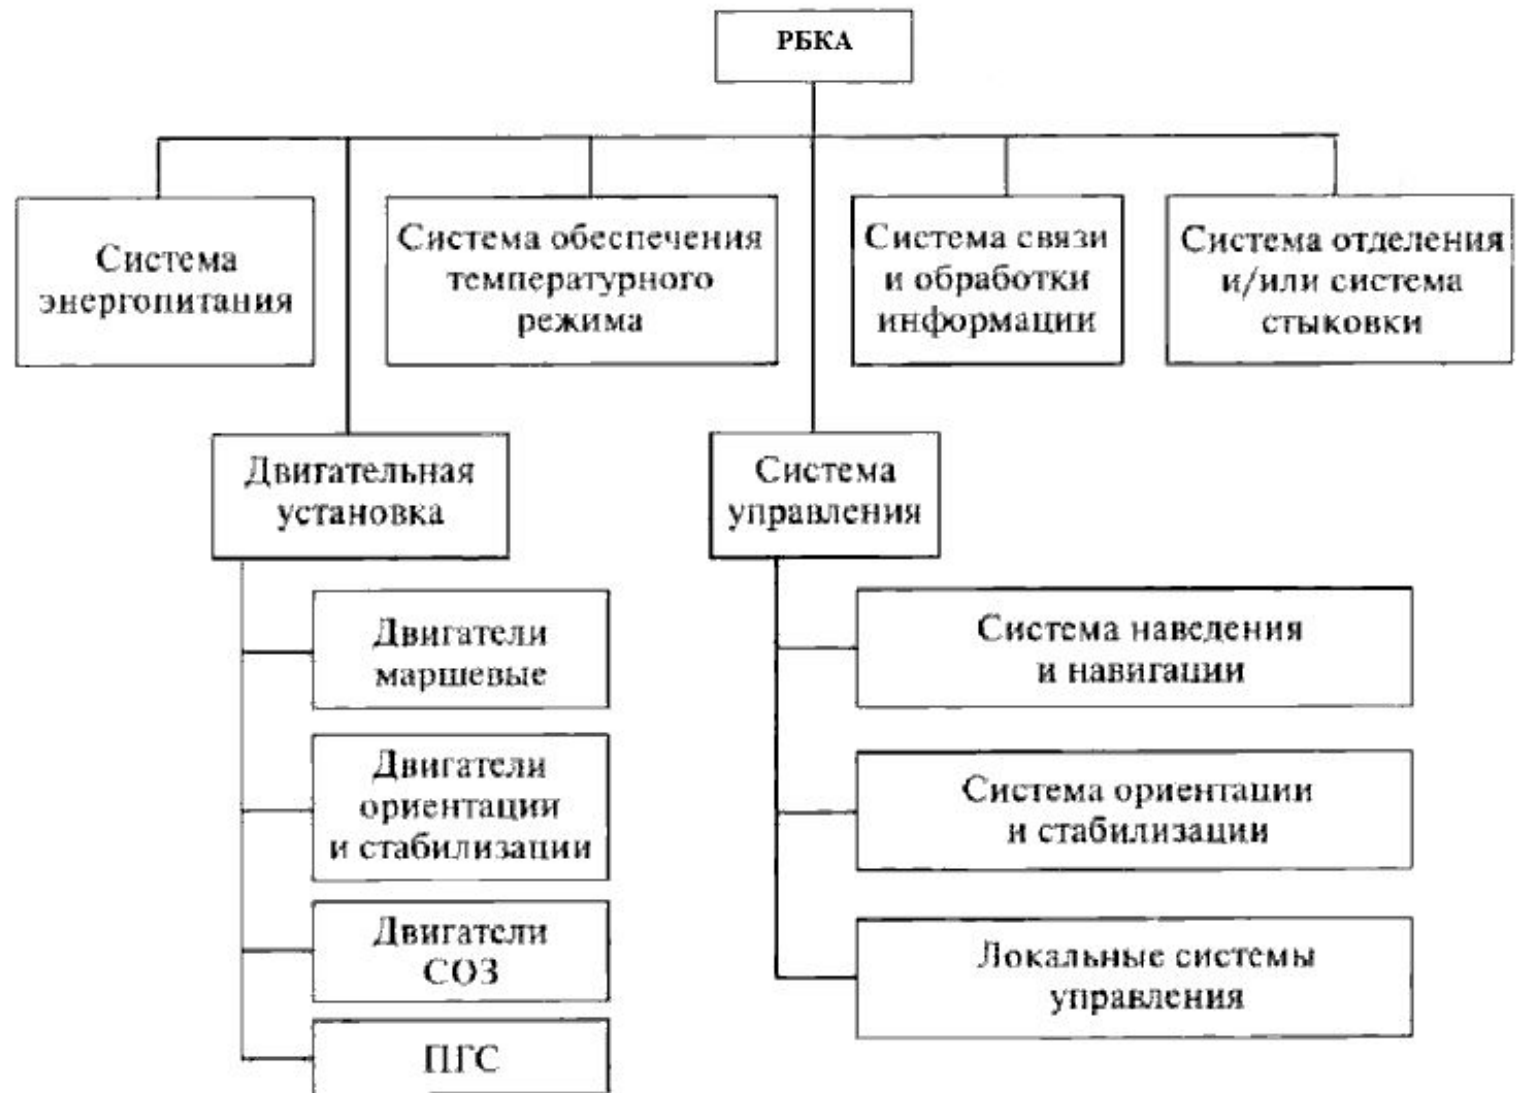 РБКА
Система
энергопитания
Система обеспечения
температурного
режима
Система связи
и обработки
информации
Система отделения
и/или система
стыковки
Двигательная
установка
Система
управления
Двигатели
маршевые
Двигатели
ориентации
и стабилизации
Двигатели
СОЗ
ПГС
Система наведения
и навигации
Система ориентации
и стабилизации
Локальные системы
управления